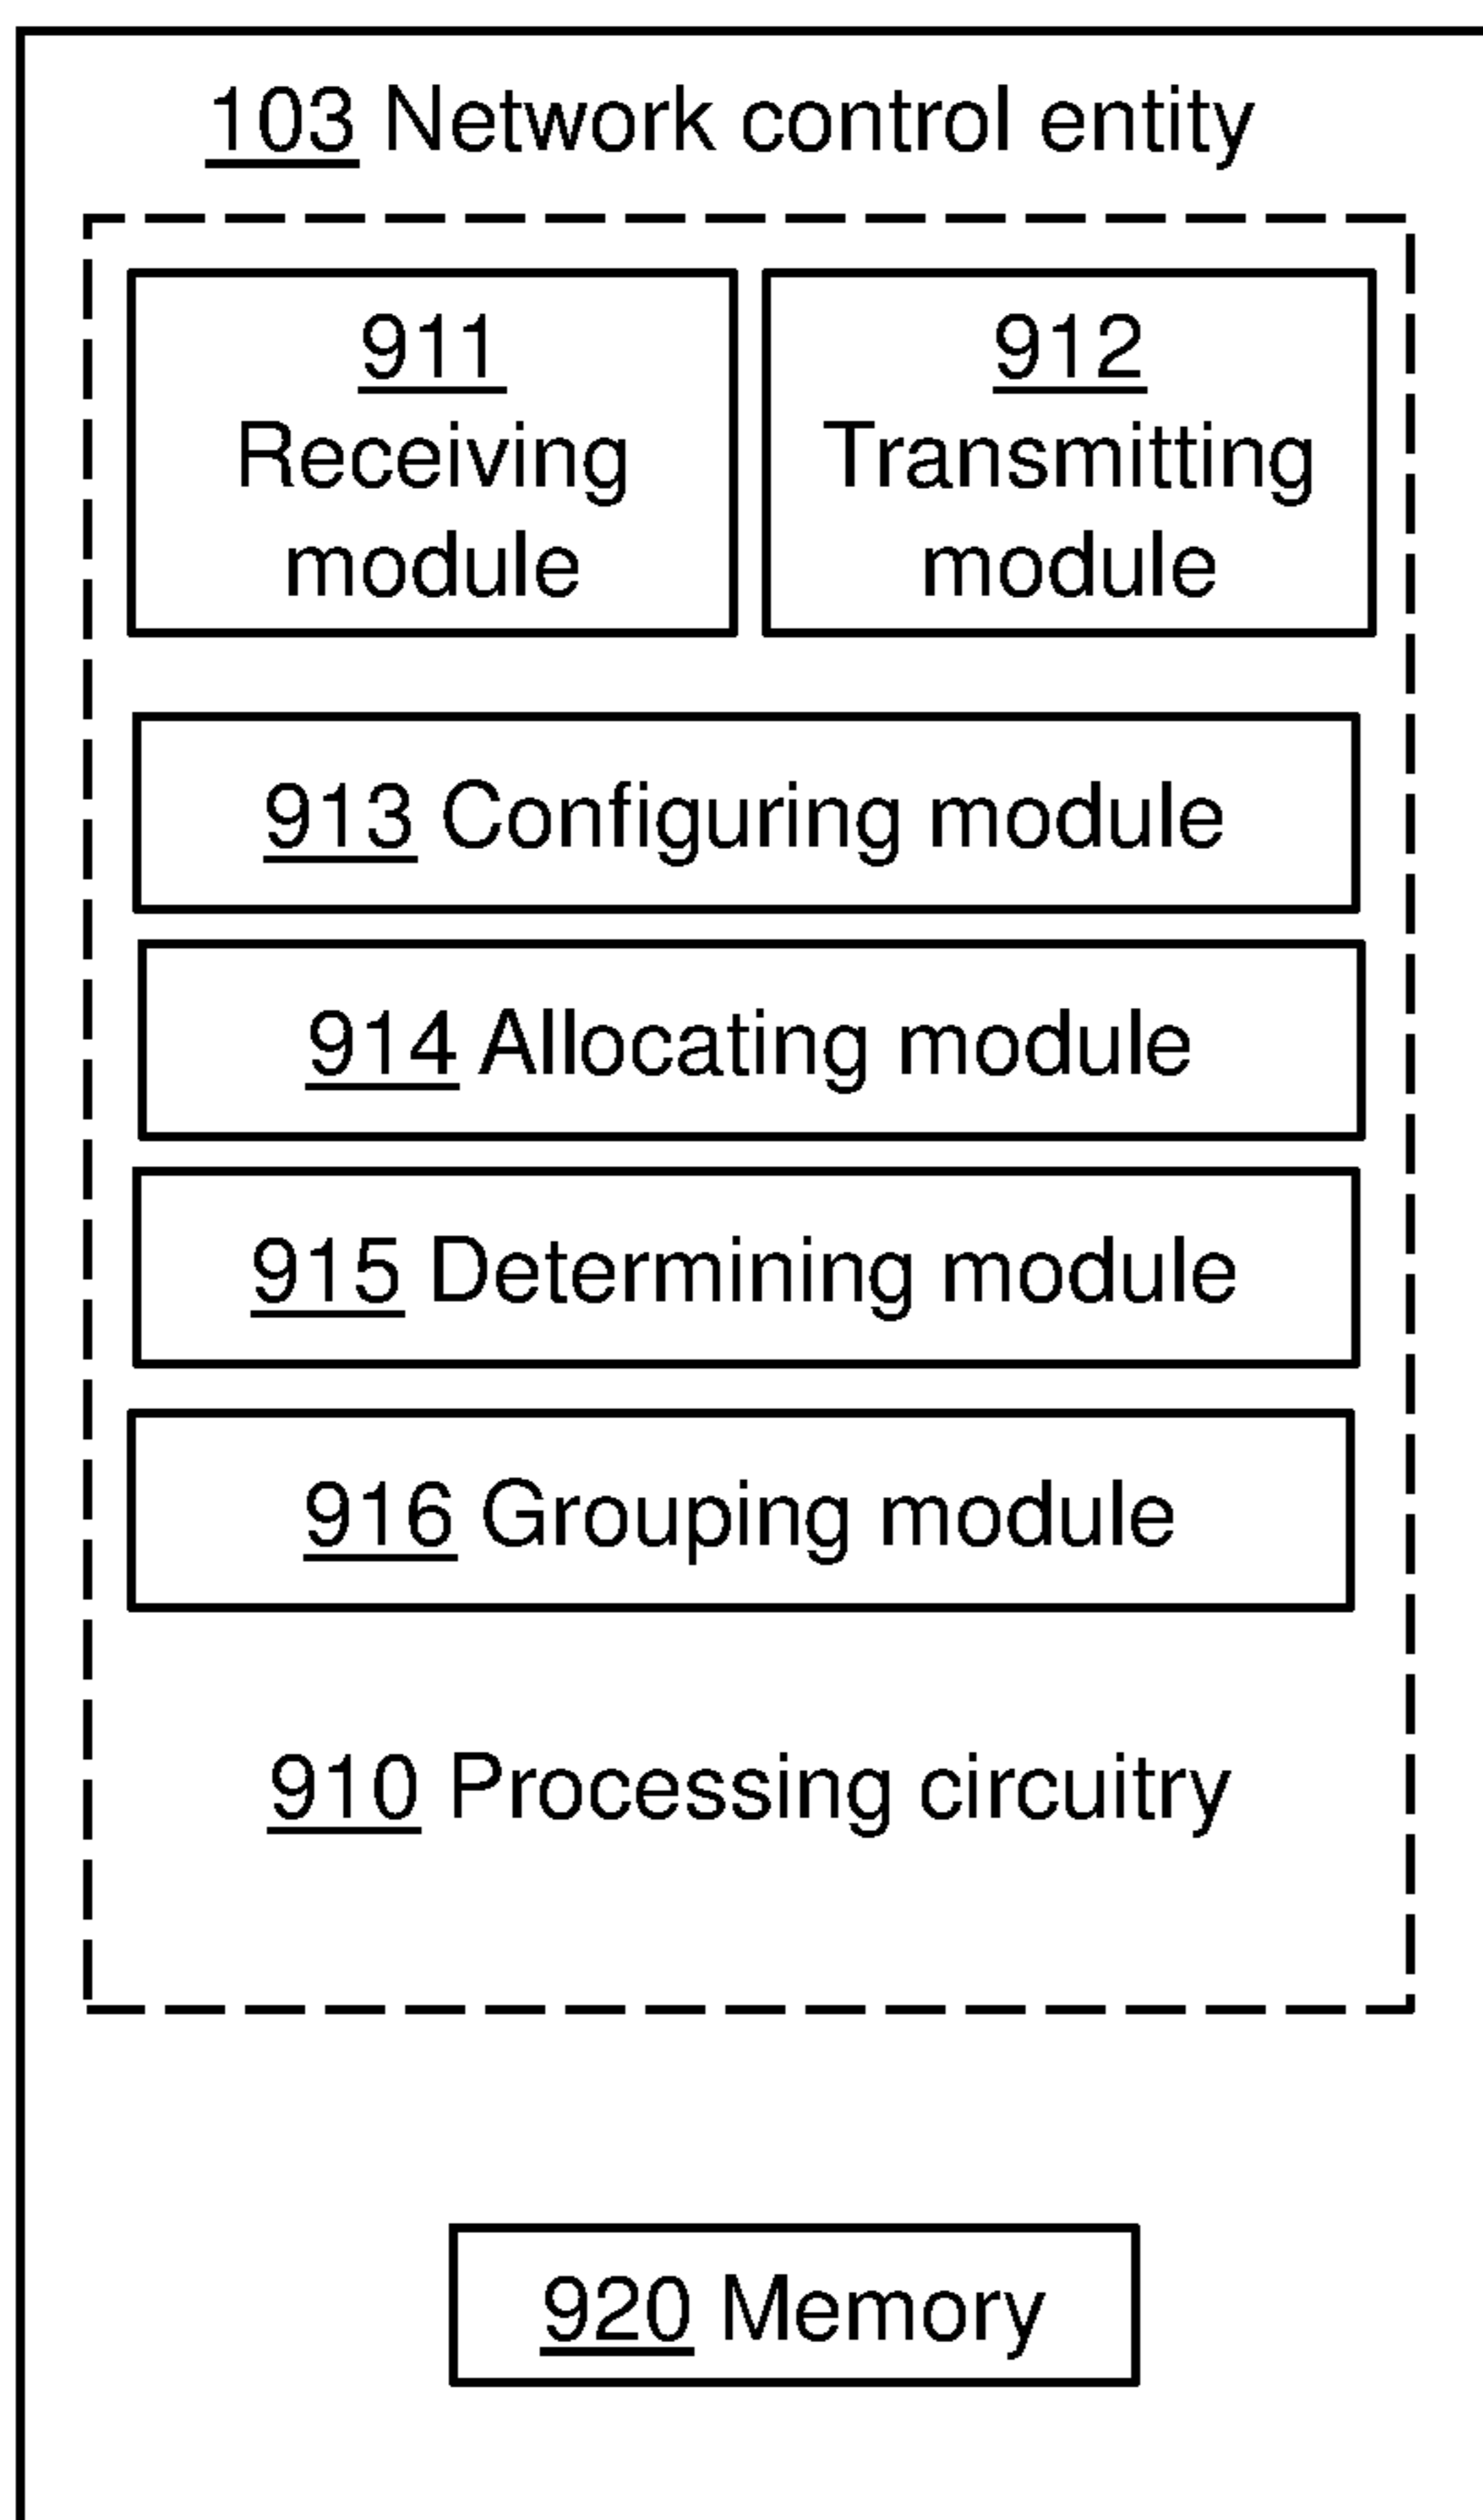 103 Network control entity
911
Receiving
module
912
Transmitting
module
913 Configuring module
914 Allocating module
915 Determining module
916 Grouping module
910 Processing circuitry
920 Memory